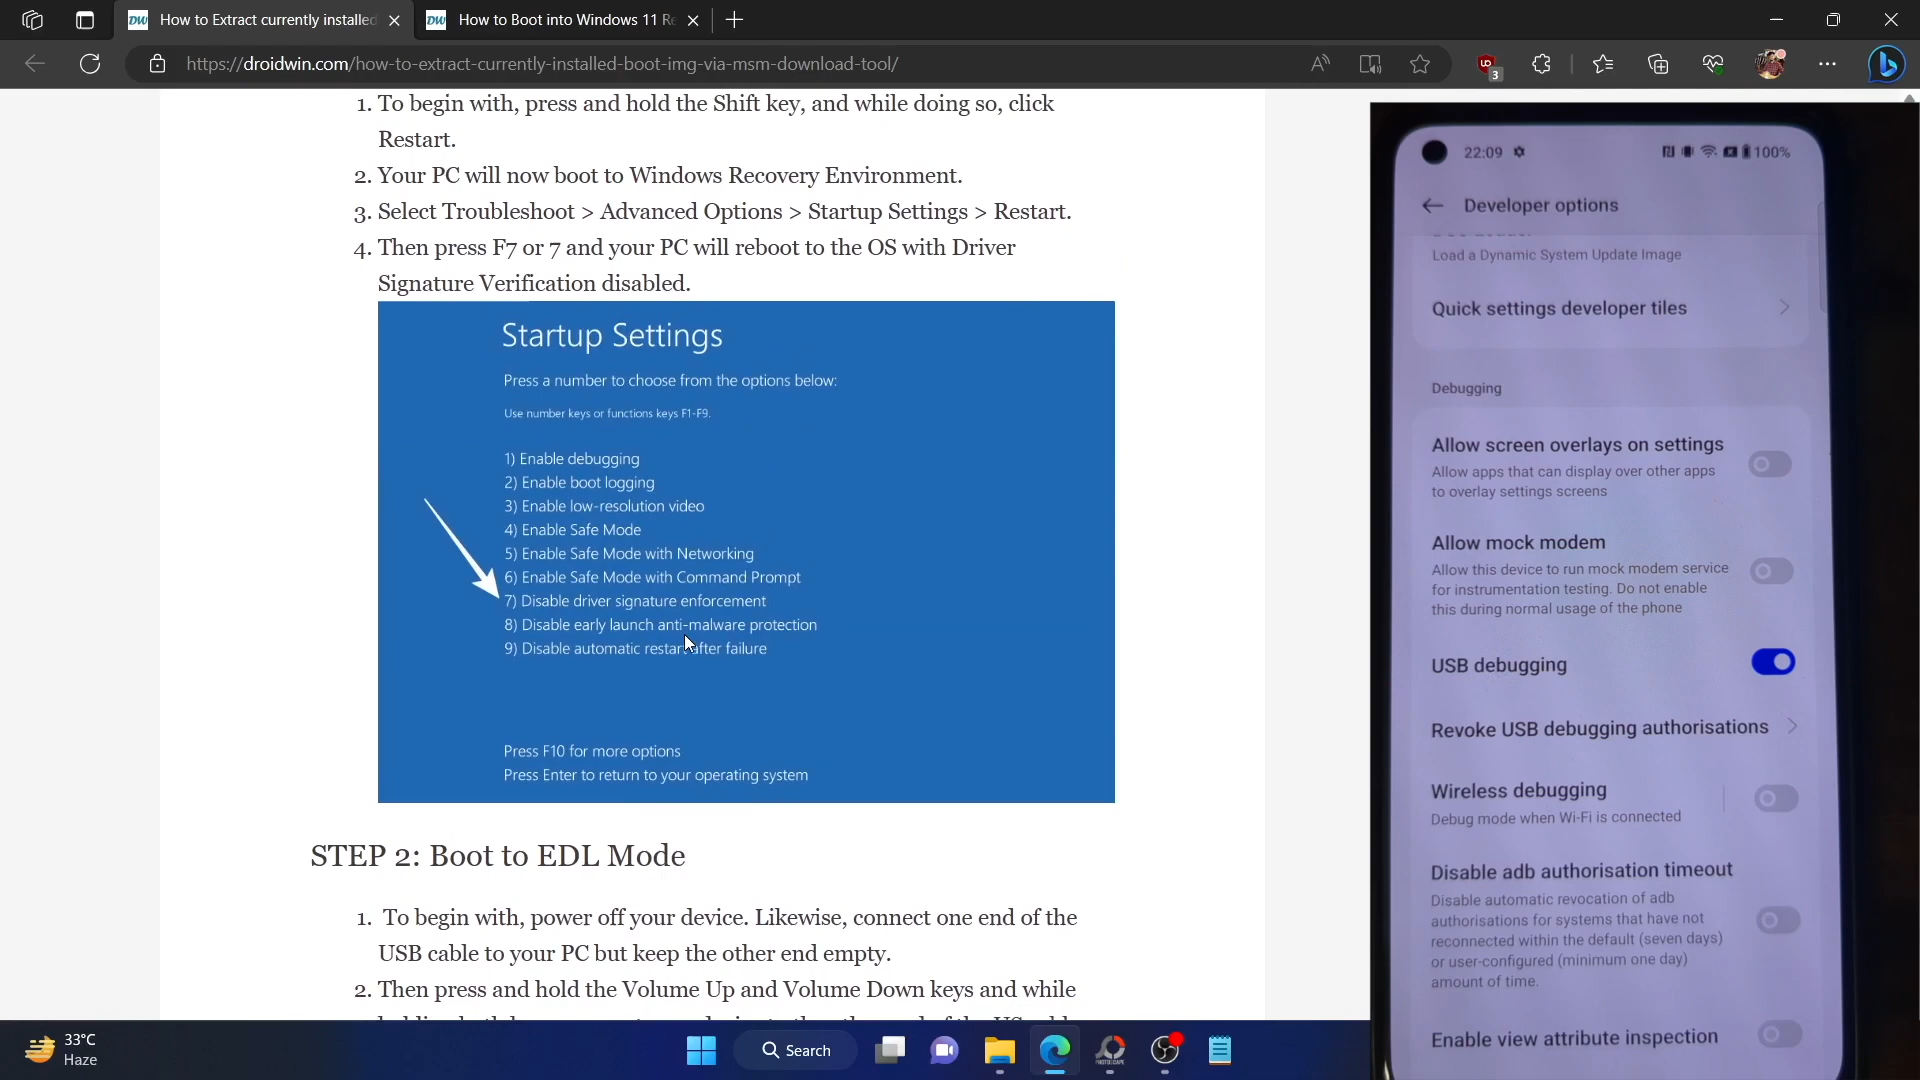 How to Extract currently installed
How to Boot into Windows 11 Re
https://droidwin.com/how-to-extract-currently-installed-boot-img-via-msm-download-tool/
3
1. To begin with, press and hold the Shift key, and while doing so, click
Restart.
2. Your PC will now boot to Windows Recovery Environment.
3. Select Troubleshoot > Advanced Options > Startup Settings > Restart.
4. Then press F7 or 7 and your PC will reboot to the OS with Driver
Signature Verification disabled.
Startup Settings
Press a number to choose from the options below:
Use number keys or functions keys F1-F9.
1) Enable debugging
2) Enable boot logging
3) Enable low-resolution video
4) Enable Safe Mode
5) Enable Safe Mode with Networking
6) Enable Safe Mode with Command Prompt
7) Disable driver signature enforcement
8) Disable early launch anti-malware protection
9) Disable automatic restart after failure
Press F10 for more options
Press Enter to return to your operating system
STEP 2: Boot to EDL Mode
1. To begin with, power off your device. Likewise, connect one end of the
USB cable to your PC but keep the other end empty.
2. Then press and hold the Volume Up and Volume Down keys and while
22:09
100%
Developer options
Load a Dynamic System Update Image
Quick settings developer tiles
Debugging
Allow screen overlays on settings
Allow apps that can display over other apps
to overlay settings screens
Allow mock modem
Allow this device to run mock modem service
for instrumentation testing. Do not enable
this during normal usage of the phone
USB debugging
Revoke USB debugging authorisations
Wireless debugging
Debug mode when Wi-Fi is connected
Disable adb authorisation timeout
Disable automatic revocation of adb
authorisations for systems that have not
reconnected within the default (seven days)
or user-configured (minimum one day)
amount of time.
Enable view attribute inspection
33°C
Haze
Search